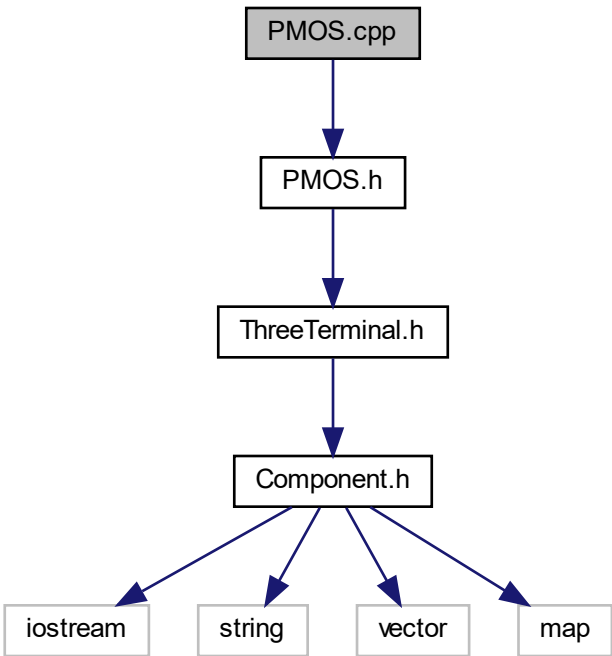 PMOS.cpp
PMOS.h
ThreeTerminal.h
Component.h
iostream
string
vector
map